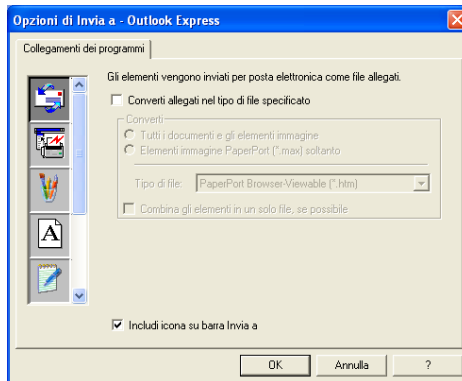 Opzioni di Invia a - Outlook Express
Collegamenti dei programmi
Gli elementi vengono inviati per posta elettronica come file allegati.
Converti allegati nel tipo di file specificato
Converti
Tutti i documenti e gli elementi immagine
Elementi immagine PaperPort (*.max) soltanto
Tipo di file: PaperPort Browser-Viewable (*.htm)
Combina gli elementi in un solo file, se possibile
A
Includi icona su barra Invia a
OK Annulla ?